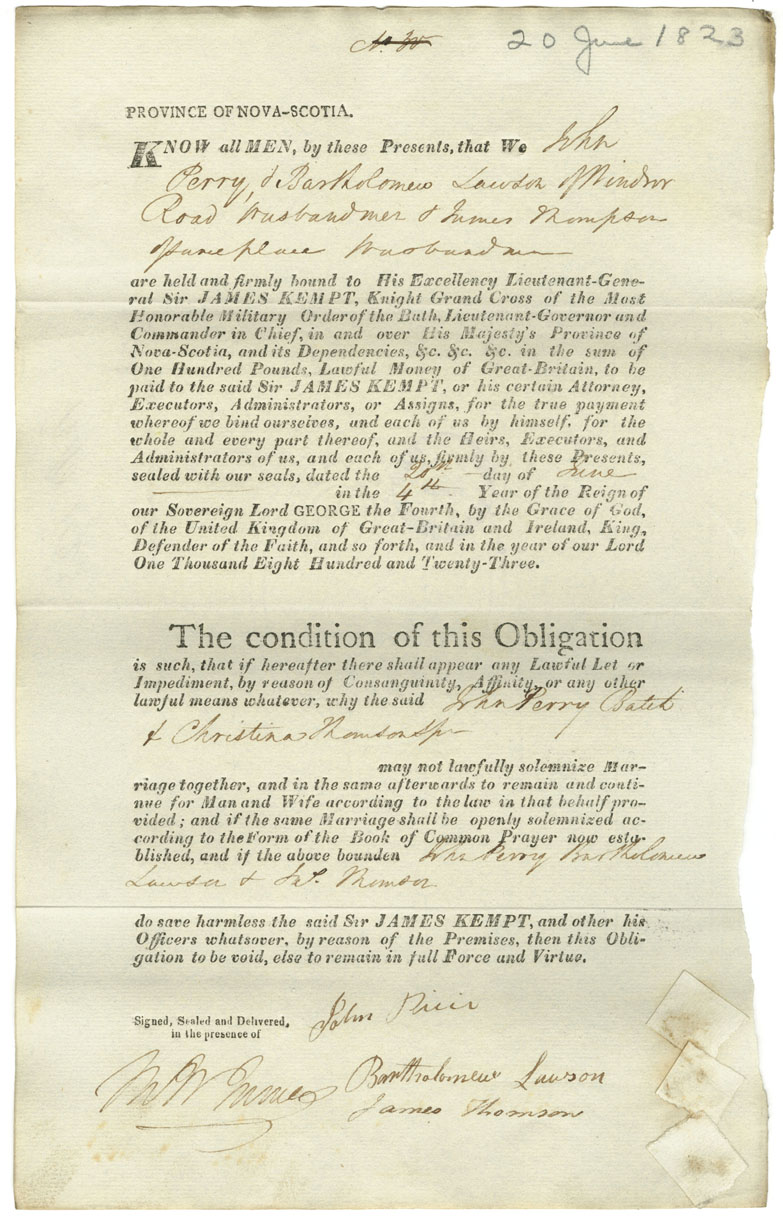 20 June 1823
PROVINCE OF NOVA-SCOTIA.
KNOW all MEN, by these Presents, that We John
Perry, & Bartholomew Lawson of Windsor
Road Husbandmen & James Thompson
of same place Husbandman
are held and firmly bound to His Excellency Lieutenant-Gene-
ral Sir JAMES KEMPT, Knight Grand Cross of the Most
Honorable Military Order of the Bath, Lieutenant-Governor and
Commander in Chief, in and over His Majesty's Province of
Nova-Scotia, and its Dependencies, &c. &c. &c. in the sum of
One Hundred Pounds, Lawful Money of Great-Britain, to be
paid to the said Sir JAMES KEMPT, or his certain Attorney,
Executors, Administrators, or Assigns, for the true payment
whereof we bind ourselves, and each of us by himself, for the
whole and every part thereof, and the Heirs, Executors, and
Administrators of us, and each of us, firmly by these Presents,
sealed with our seals, dated the 20th day of June
in the 4th Year of the Reign of
our Sovereign Lord GEORGE the Fourth, by the Grace of God,
of the United Kingdom of Great-Britain and Ireland, King,
Defender of the Faith, and so forth, and in the year of our Lord
One Thousand Eight Hundred and Twenty-Three.
The condition of this Obligation
is such, that if hereafter there shall appear any Lawful Let or
Impediment, by reason of Consanguinity, Affinity, or any other
lawful means whatever, why the said John Perry Batch
& Christina Thomson Spr
may not lawfully solemnize Mar-
riage together, and in the same afterwards to remain and conti-
nue for Man and Wife according to the law in that behalf pro-
vided; and if the same Marriage shall be openly solemnized ac-
cording to the Form of the Book of Common Prayer now esta-
blished, and if the above bounden John Perry Bartholomew
Lawson & Jas. Thomson
do save harmless the said Sir JAMES KEMPT, and other his
Officers whatsover, by reason of the Premises, then this Obli-
gation to be void, else to remain in full Force and Virtue.
Signed, Sealed and Delivered,
in the presence of
John
Bartholomew Lawson
James Thomson